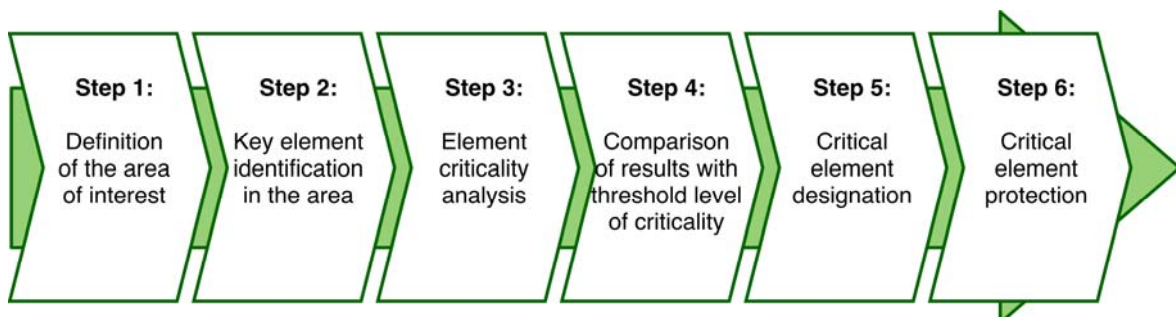 Step 1:
Definition
of the area
of interest
Step 2:
Key element
identification
in the area
Step 3:
Element
criticality
analysis
Step 4:
Comparison
of results with
threshold level
of criticality
Step 5:
Critical
element
designation
Step 6:
Critical
element
protection